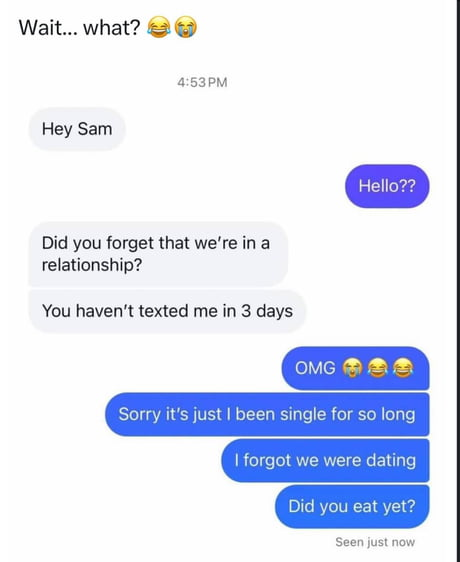 Wait... what? 😂😭
4:53 PM
Hey Sam
Hello??
Did you forget that we're in a
relationship?
You haven't texted me in 3 days
OMG 😭😂😂
Sorry it's just I been single for so long
I forgot we were dating
Did you eat yet?
Seen just now